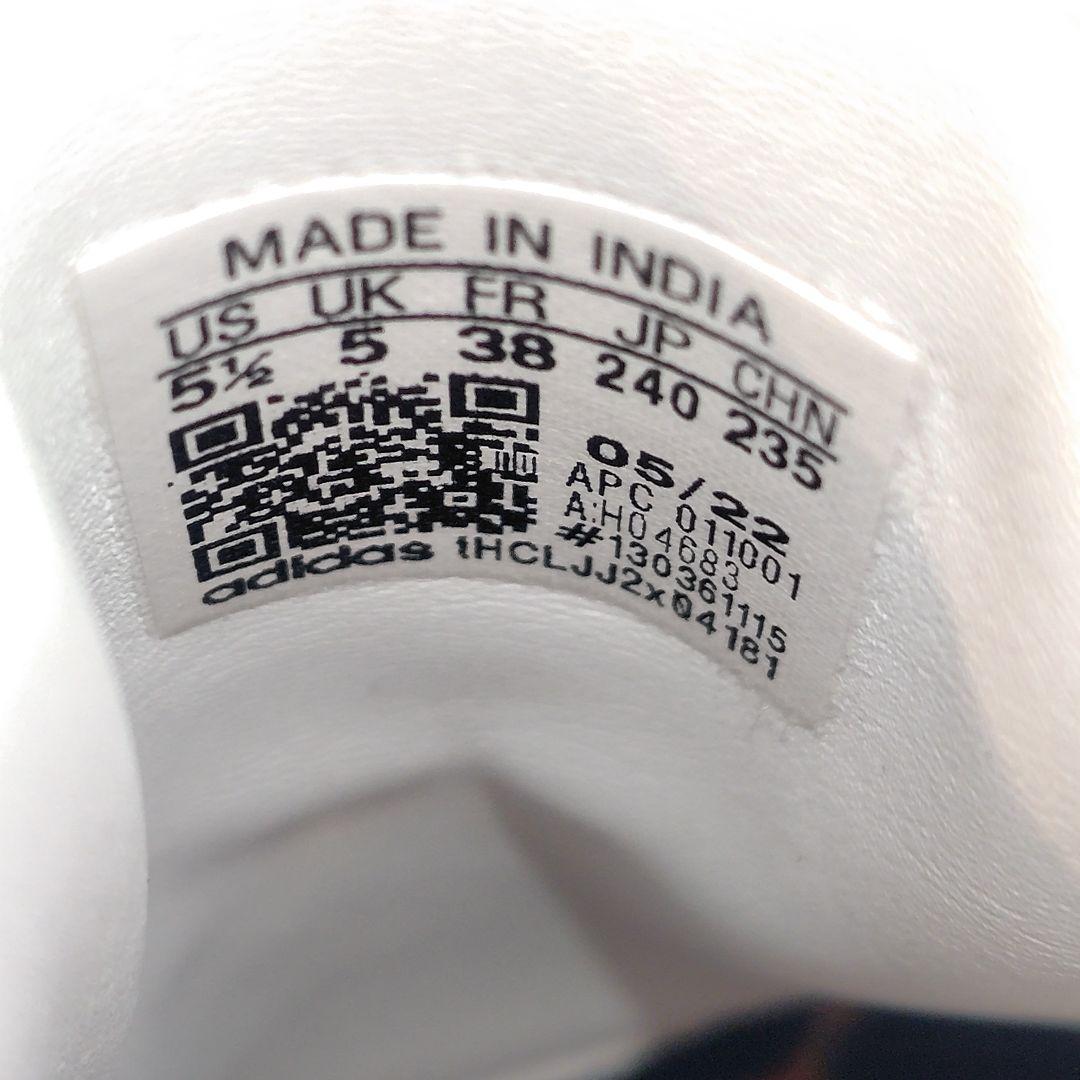 MADE IN INDIA
US UK FR JP CHN
5½ 5 38 240 235
05/22
APC 011001
A:H04683
#130361115
adidas tHCLJJ2x04181